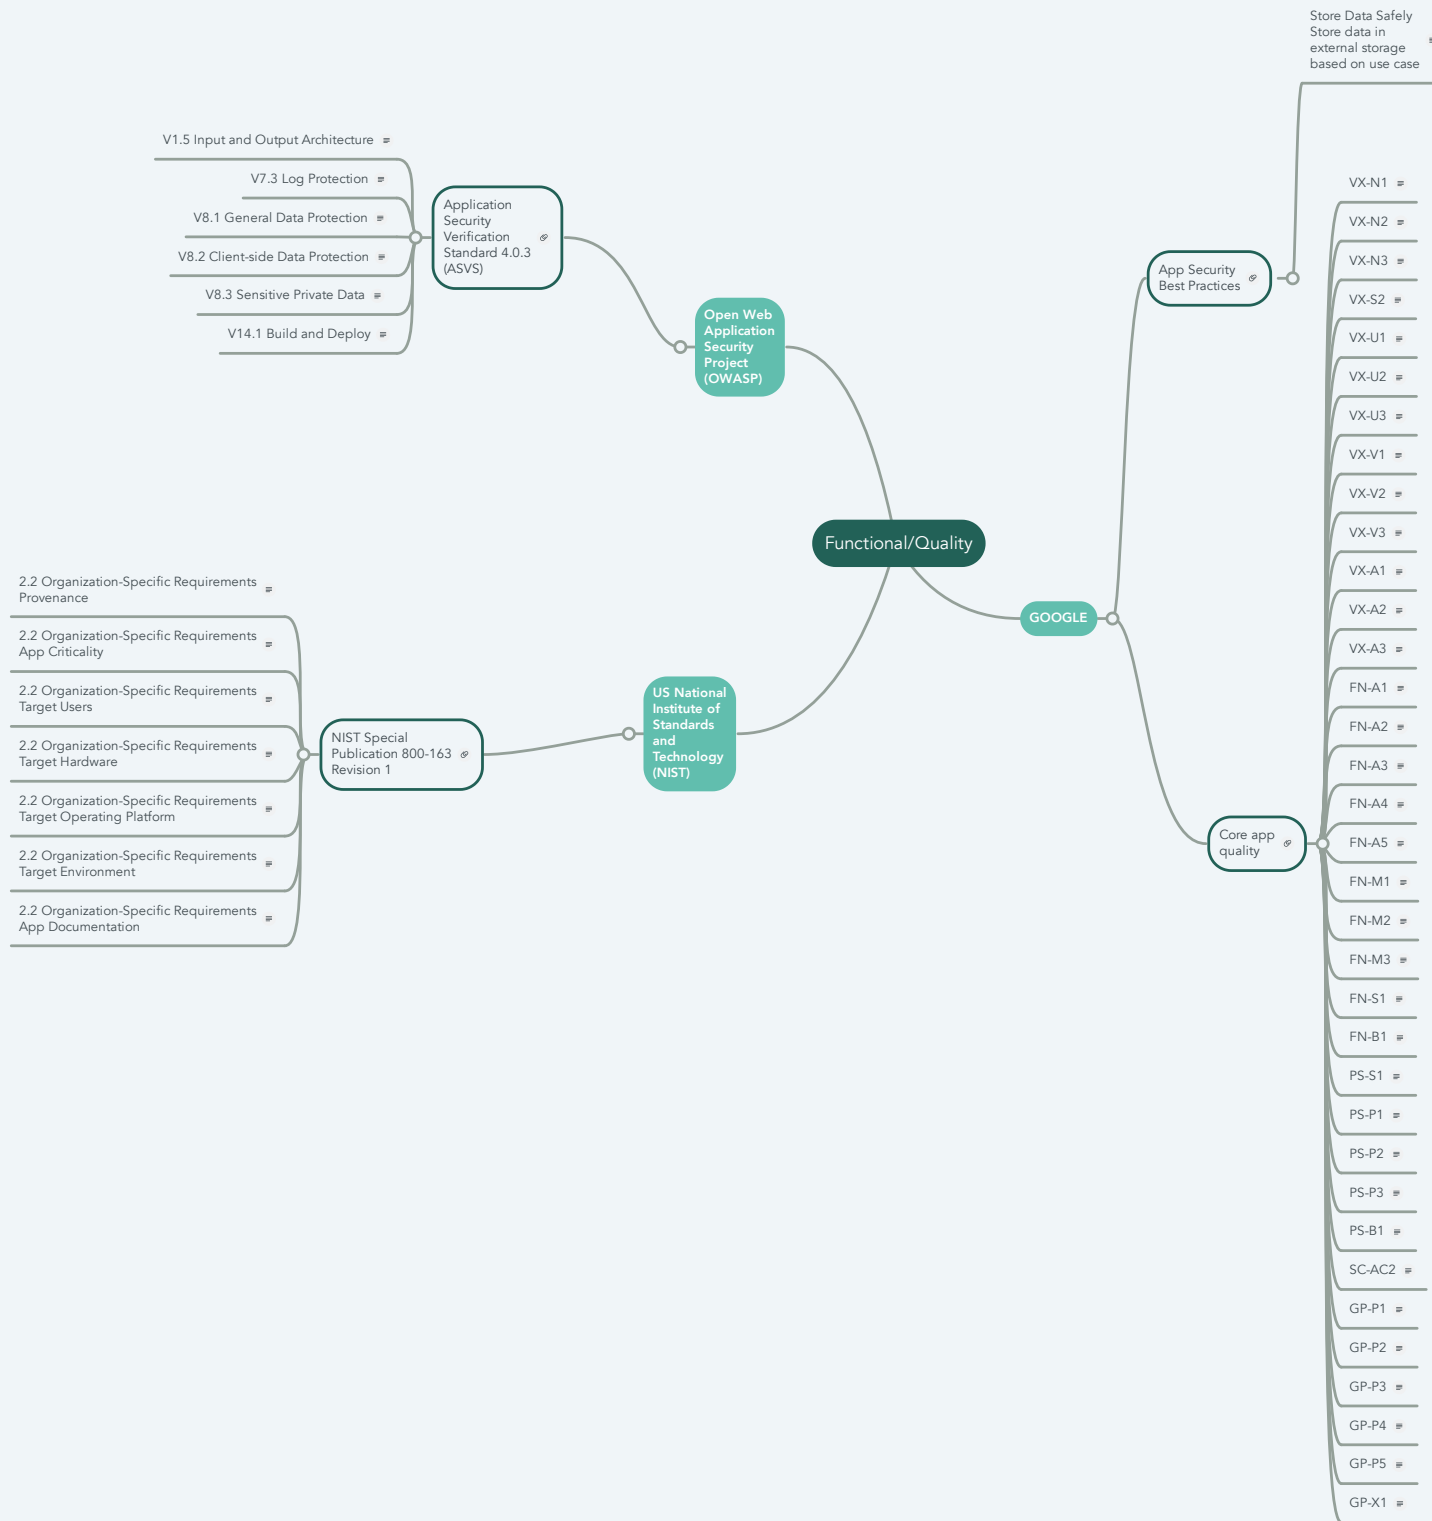 Functional/Quality
Open Web
Application
Security
Project
(OWASP)
Application
Security
Verification
Standard 4.0.3
(ASVS)
V1.5 Input and Output Architecture
V7.3 Log Protection
V8.1 General Data Protection
V8.2 Client-side Data Protection
V8.3 Sensitive Private Data
V14.1 Build and Deploy
US National
Institute of
Standards
and
Technology
(NIST)
NIST Special
Publication 800-163
Revision 1
2.2 Organization-Specific Requirements
Provenance
2.2 Organization-Specific Requirements
App Criticality
2.2 Organization-Specific Requirements
Target Users
2.2 Organization-Specific Requirements
Target Hardware
2.2 Organization-Specific Requirements
Target Operating Platform
2.2 Organization-Specific Requirements
Target Environment
2.2 Organization-Specific Requirements
App Documentation
GOOGLE
App Security
Best Practices
Store Data Safely
Store data in
external storage
based on use case
Core app
quality
VX-N1
VX-N2
VX-N3
VX-S2
VX-U1
VX-U2
VX-U3
VX-V1
VX-V2
VX-V3
VX-A1
VX-A2
VX-A3
FN-A1
FN-A2
FN-A3
FN-A4
FN-A5
FN-M1
FN-M2
FN-M3
FN-S1
FN-B1
PS-S1
PS-P1
PS-P2
PS-P3
PS-B1
SC-AC2
GP-P1
GP-P2
GP-P3
GP-P4
GP-P5
GP-X1